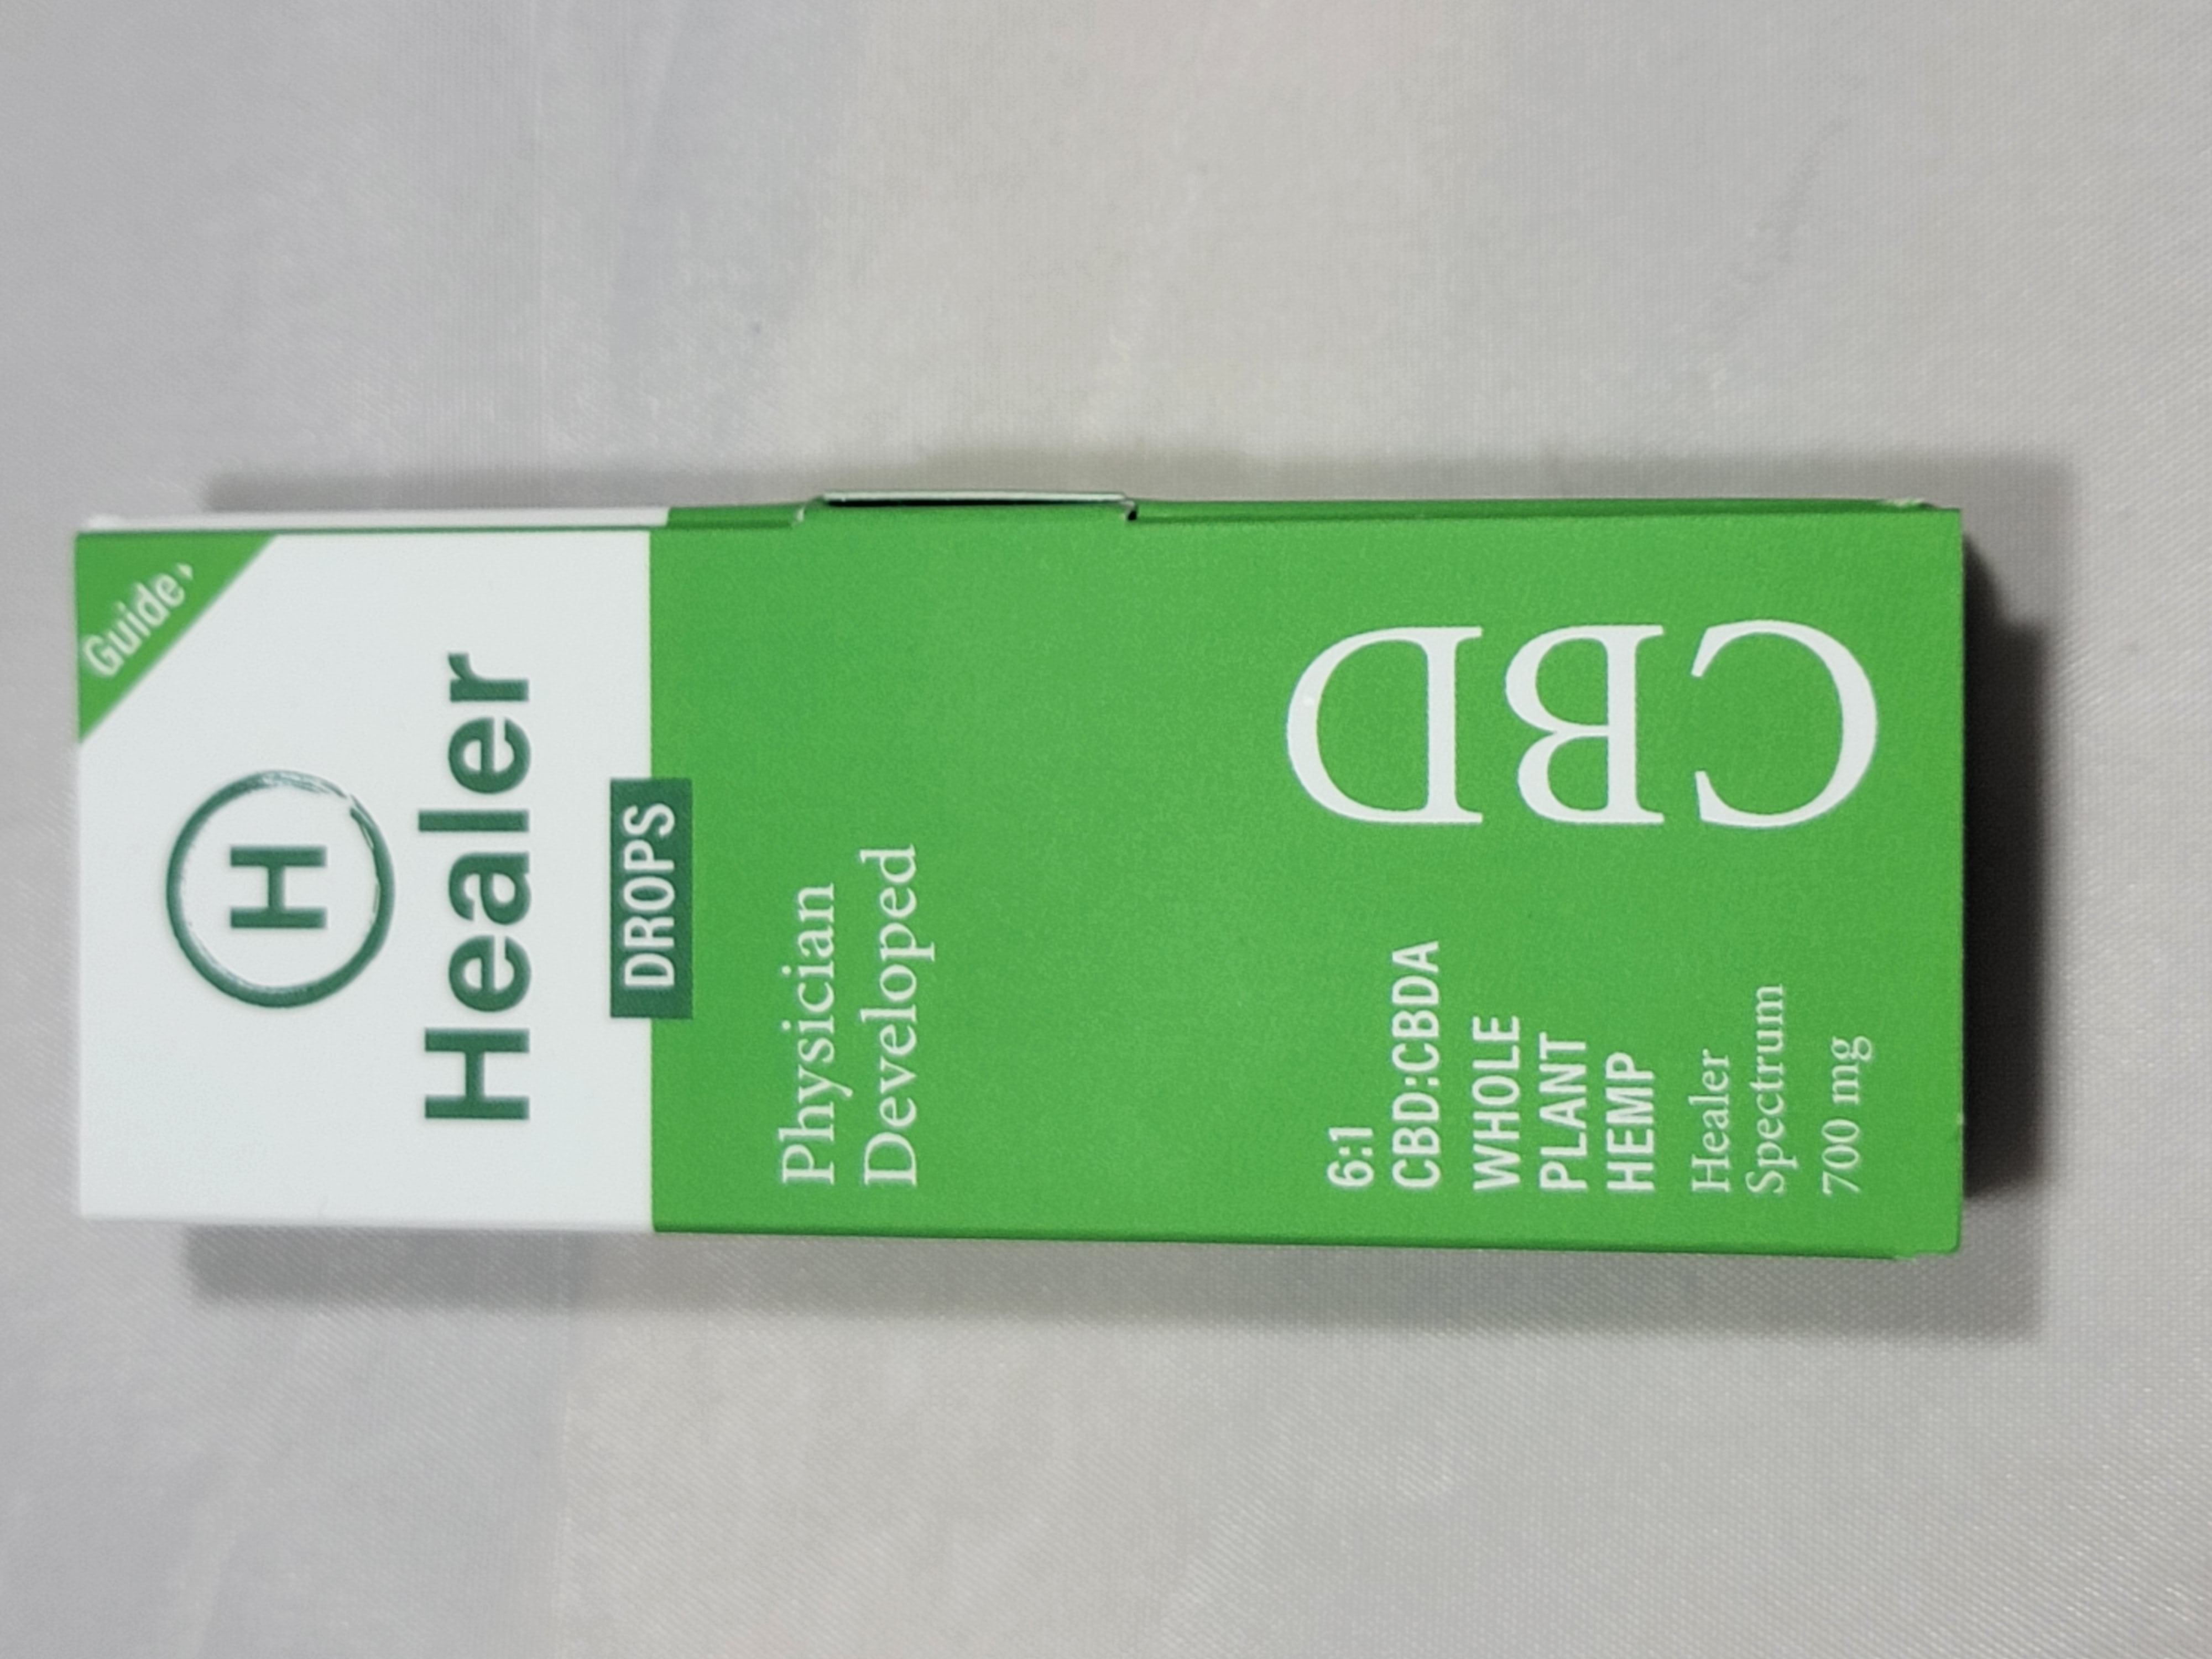 Guide ›
H
Healer
DROPS
Physician
Developed
CBD
6:1
CBD:CBDA
WHOLE
PLANT
HEMP
Healer
Spectrum
700 mg